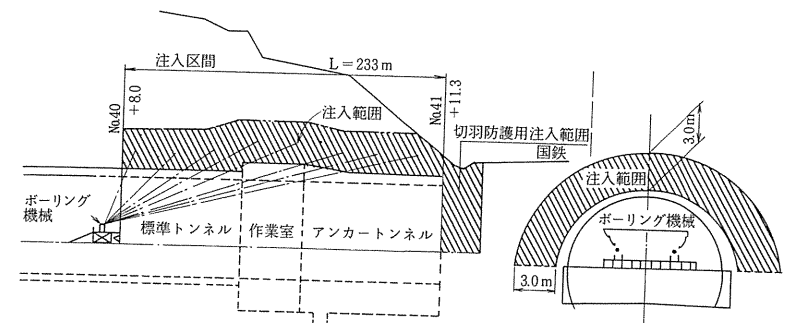 注入区間
L=233m
No.40
+8.0
No.41
+11.3
注入範囲
切羽防護用注入範囲
国鉄
ボーリング
機械
標準トンネル
作業室
アンカートンネル
3.0m
注入範囲
ボーリング機械
3.0m